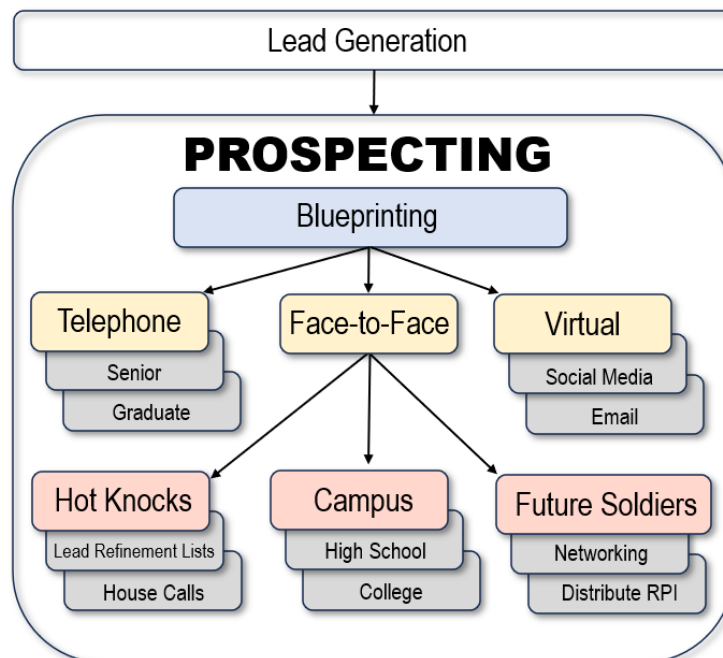 Lead Generation
PROSPECTING
Blueprinting
Telephone
Senior
Graduate
Face-to-Face
Virtual
Social Media
Email
Hot Knocks
Lead Refinement Lists
House Calls
Campus
High School
College
Future Soldiers
Networking
Distribute RPI